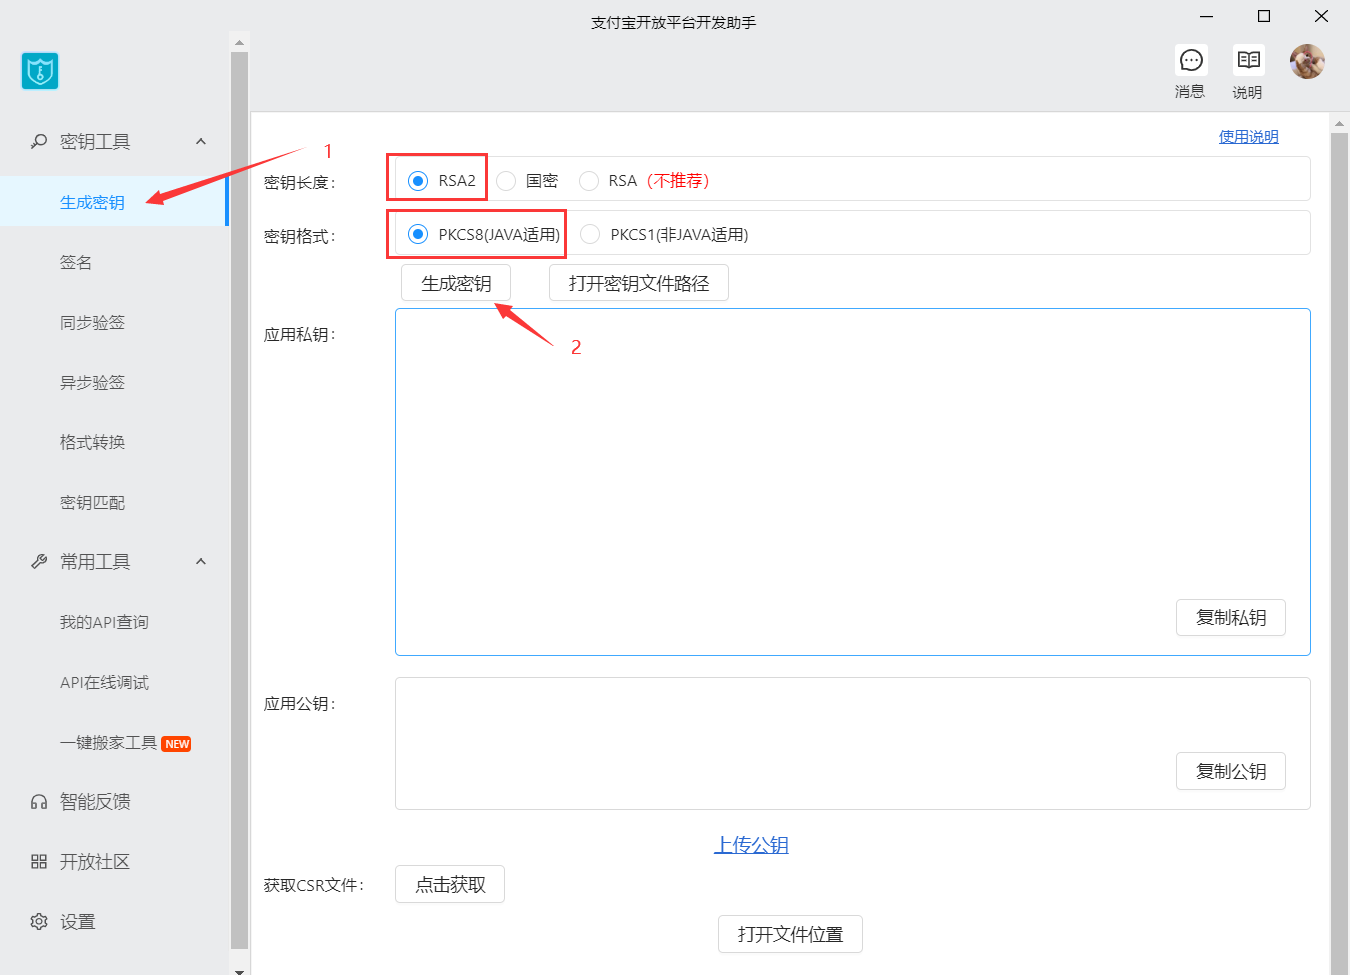 支付宝开放平台开发助手
消息
说明
密钥工具
生成密钥
签名
同步验签
异步验签
格式转换
密钥匹配
常用工具
我的API查询
API在线调试
一键搬家工具 NEW
智能反馈
开放社区
设置
1
使用说明
密钥长度: RSA2 国密 RSA（不推荐）
密钥格式: PKCS8(JAVA适用) PKCS1(非JAVA适用)
生成密钥 打开密钥文件路径
2
应用私钥:
复制私钥
应用公钥:
复制公钥
上传公钥
获取CSR文件: 点击获取
打开文件位置